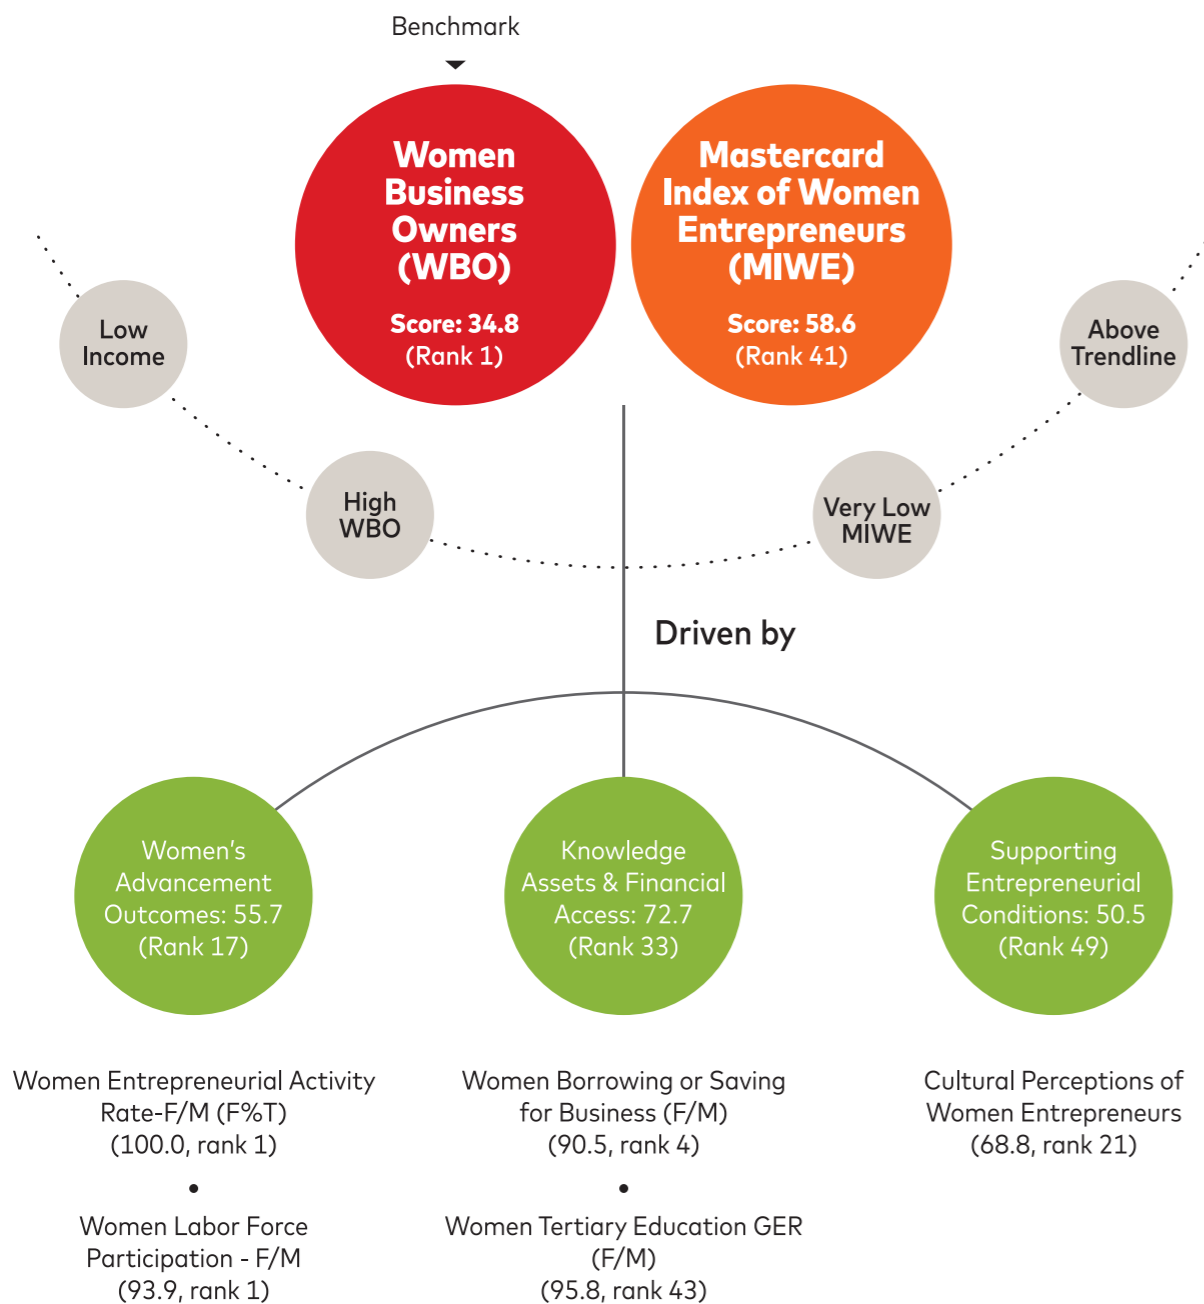 Benchmark
Women
Business
Owners
(WBO)
Score: 34.8
(Rank 1)
Mastercard
Index of Women
Entrepreneurs
(MIWE)
Score: 58.6
(Rank 41)
Low
Income
High
WBO
Very Low
MIWE
Above
Trendline
Driven by
Women's
Advancement
Outcomes: 55.7
(Rank 17)
Knowledge
Assets & Financial
Access: 72.7
(Rank 33)
Supporting
Entrepreneurial
Conditions: 50.5
(Rank 49)
Women Entrepreneurial Activity
Rate-F/M (F%T)
(100.0, rank 1)
•
Women Labor Force
Participation - F/M
(93.9, rank 1)
Women Borrowing or Saving
for Business (F/M)
(90.5, rank 4)
•
Women Tertiary Education GER
(F/M)
(95.8, rank 43)
Cultural Perceptions of
Women Entrepreneurs
(68.8, rank 21)